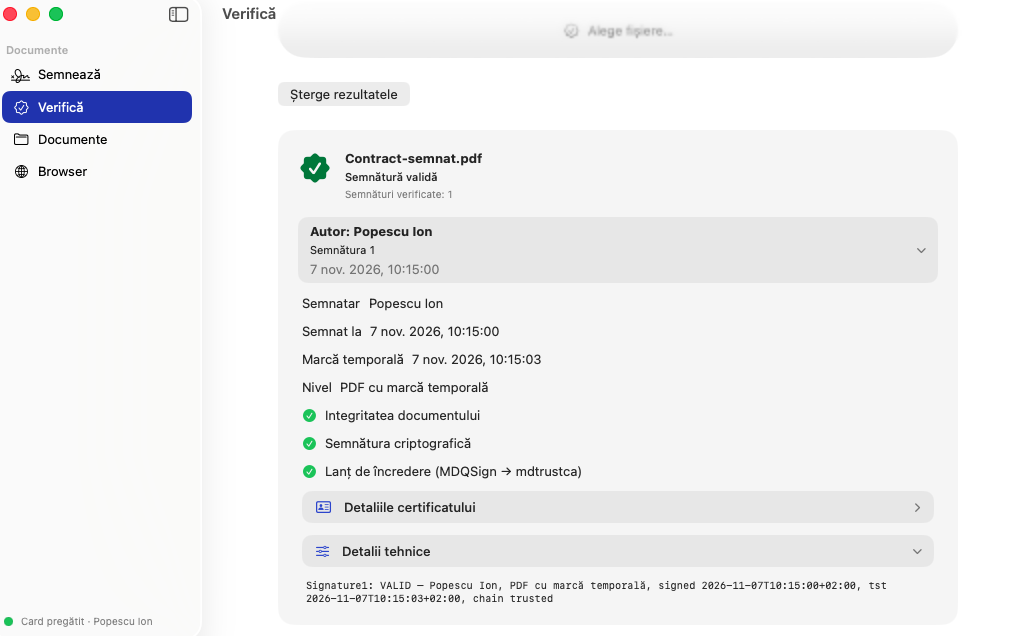 Verifică
Alege fișiere...
Documente
Semnează
Verifică
Documente
Browser
Șterge rezultatele
Contract-semnat.pdf
Semnătură validă
Semnături verificate: 1
Autor: Popescu Ion
Semnătura 1
7 nov. 2026, 10:15:00
Semnatar Popescu Ion
Semnat la 7 nov. 2026, 10:15:00
Marcă temporală 7 nov. 2026, 10:15:03
Nivel PDF cu marcă temporală
Integritatea documentului
Semnătura criptografică
Lanț de încredere (MDQSign → mdtrustca)
Detaliile certificatului
Detalii tehnice
Signature1: VALID — Popescu Ion, PDF cu marcă temporală, signed 2026-11-07T10:15:00+02:00, tst
2026-11-07T10:15:03+02:00, chain trusted
Card pregătit · Popescu Ion